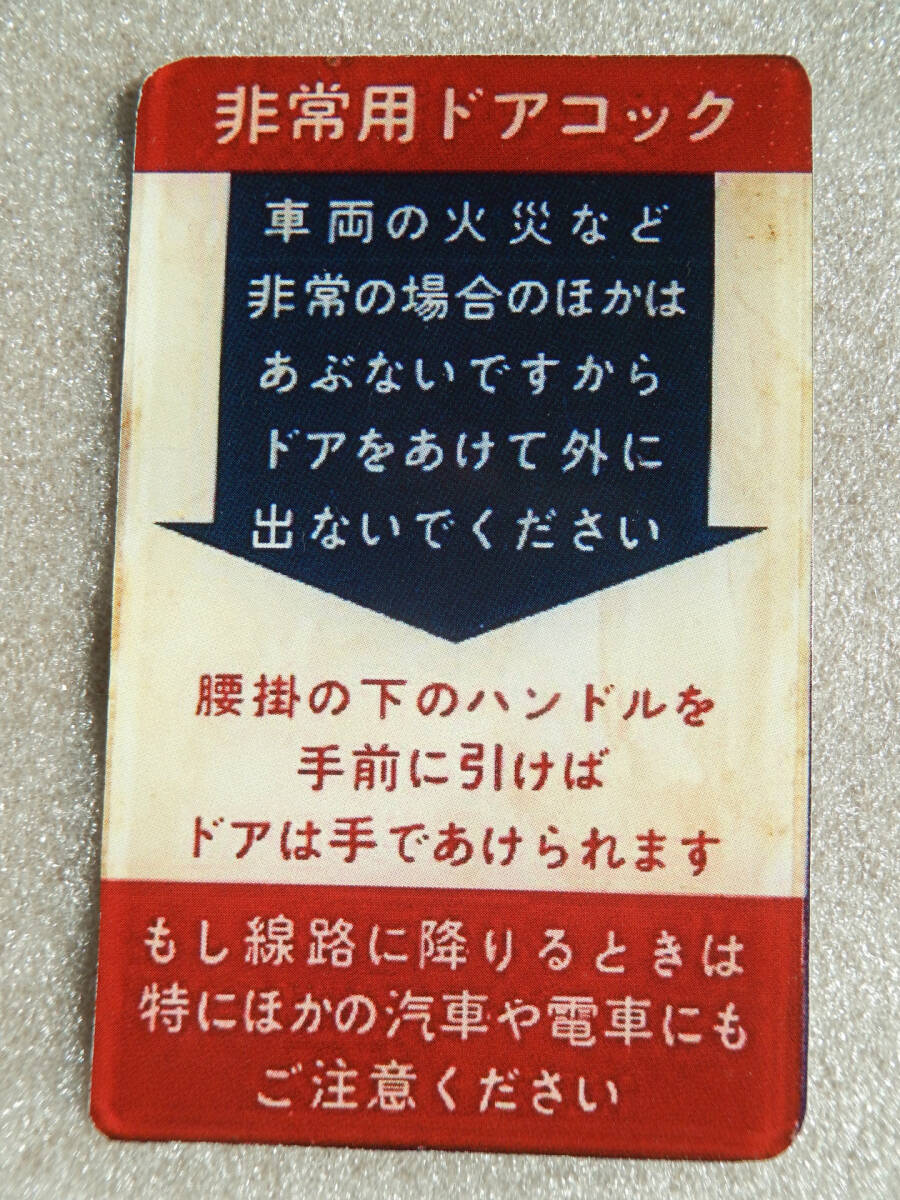 非常用ドアコック
車両の火災など
非常の場合のほかは
あぶないですから
ドアをあけて外に
出ないでください
腰掛の下のハンドルを
手前に引けば
ドアは手であけられます
もし線路に降りるときは
特にほかの汽車や電車にも
ご注意ください